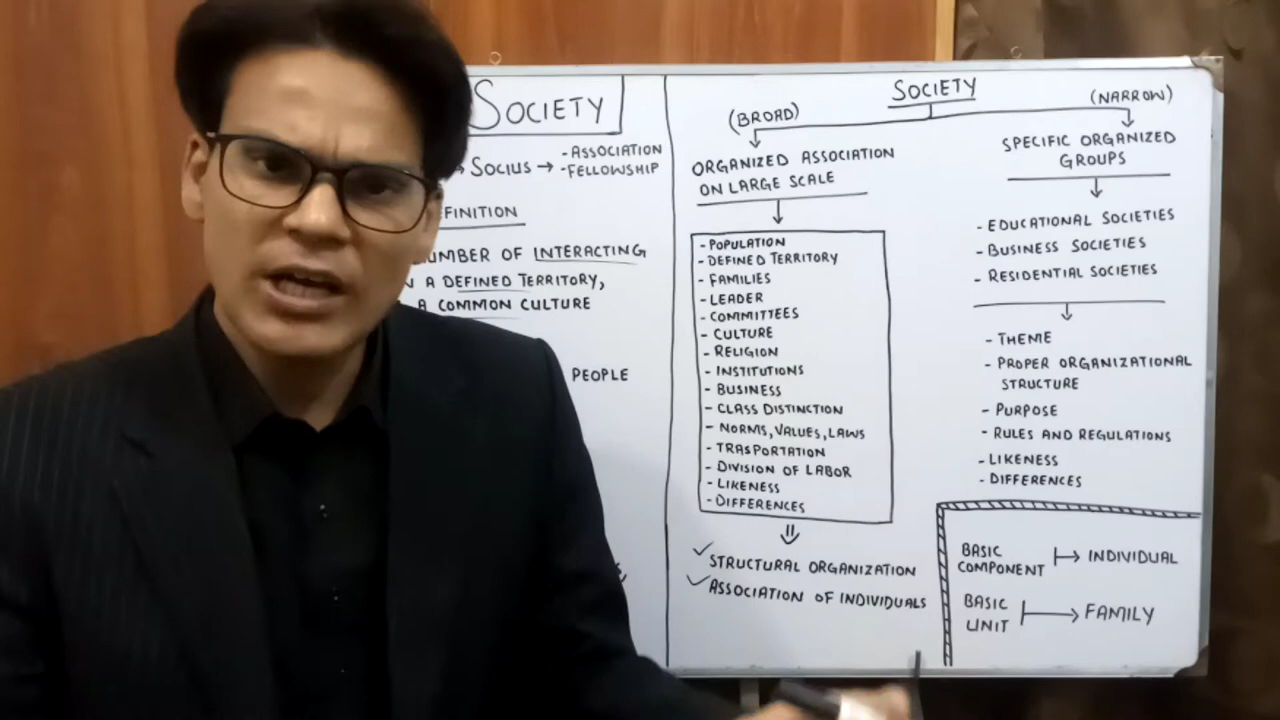 SOCIETY
SOCIUS → - ASSOCIATION
- FELLOWSHIP
INTERACTING
A DEFINED TERRITORY,
A COMMON CULTURE
PEOPLE
SOCIETY
(BROAD)
ORGANIZED ASSOCIATION
ON LARGE SCALE
- POPULATION
- DEFINED TERRITORY
- FAMILIES
- LEADER
- COMMITTEES
- CULTURE
- RELIGION
- INSTITUTIONS
- BUSINESS
- CLASS DISTINCTION
- NORMS, VALUES, LAWS
- TRASPORTATION
- DIVISION OF LABOR
- LIKENESS
- DIFFERENCES
✓ STRUCTURAL ORGANIZATION
✓ ASSOCIATION OF INDIVIDUALS
(NARROW)
SPECIFIC ORGANIZED
GROUPS
- EDUCATIONAL SOCIETIES
- BUSINESS SOCIETIES
- RESIDENTIAL SOCIETIES
- THEME
- PROPER ORGANIZATIONAL
STRUCTURE
- PURPOSE
- RULES AND REGULATIONS
- LIKENESS
- DIFFERENCES
BASIC
COMPONENT → INDIVIDUAL
BASIC
UNIT → FAMILY